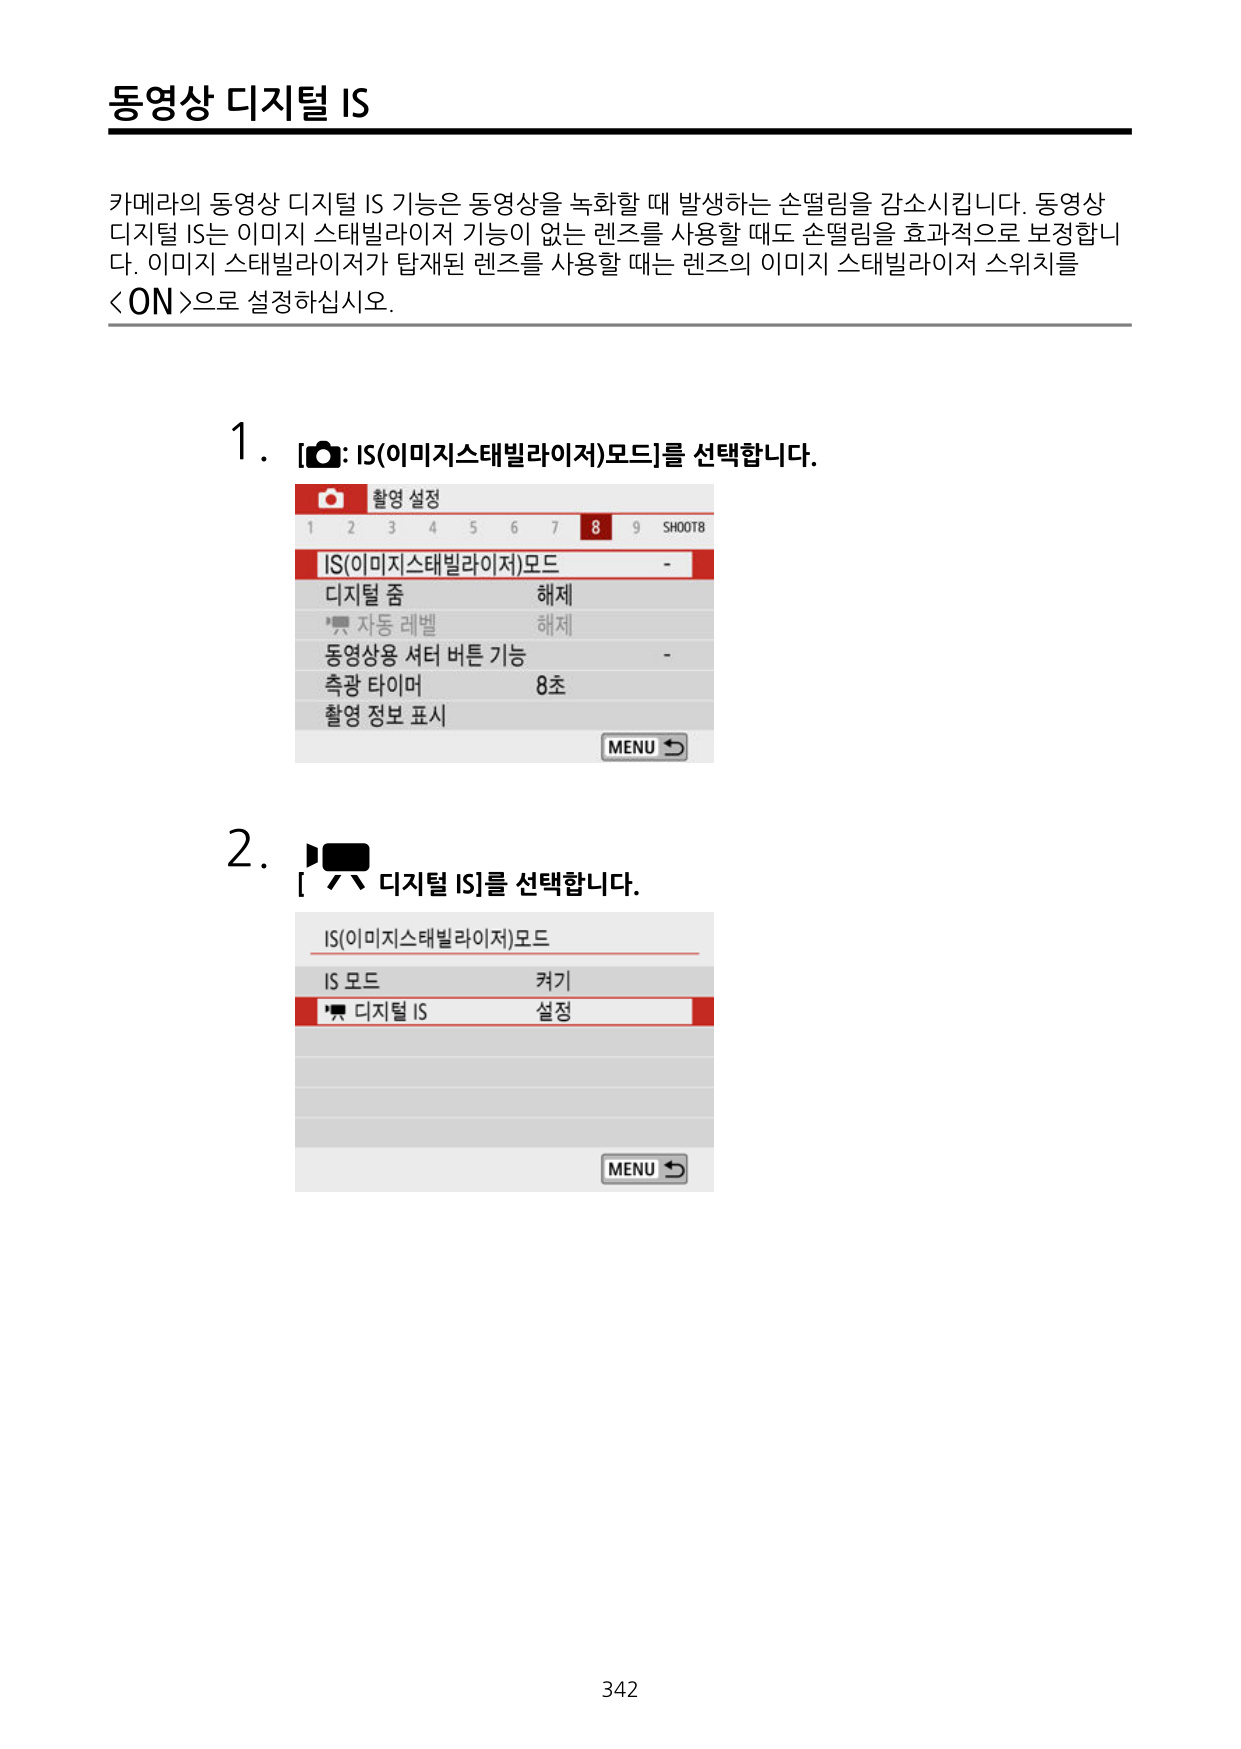 동영상 디지털 IS
카메라의 동영상 디지털 IS 기능은 동영상을 녹화할 때 발생하는 손떨림을 감소시킵니다. 동영상
디지털 IS는 이미지 스태빌라이저 기능이 없는 렌즈를 사용할 때도 손떨림을 효과적으로 보정합니
다. 이미지 스태빌라이저가 탑재된 렌즈를 사용할 때는 렌즈의 이미지 스태빌라이저 스위치를
<ON>으로 설정하십시오.
1. [: IS(이미지스태빌라이저)모드]를 선택합니다.
촬영 설정
1 2 3 4 5 6 7 8 9 SHOOT8
IS(이미지스태빌라이저)모드 -
디지털 줌 해제
자동 레벨 해제
동영상용 셔터 버튼 기능 -
측광 타이머 8초
촬영 정보 표시
MENU
2. [ 디지털 IS]를 선택합니다.
IS(이미지스태빌라이저)모드
IS 모드 켜기
디지털 IS 설정
MENU
342